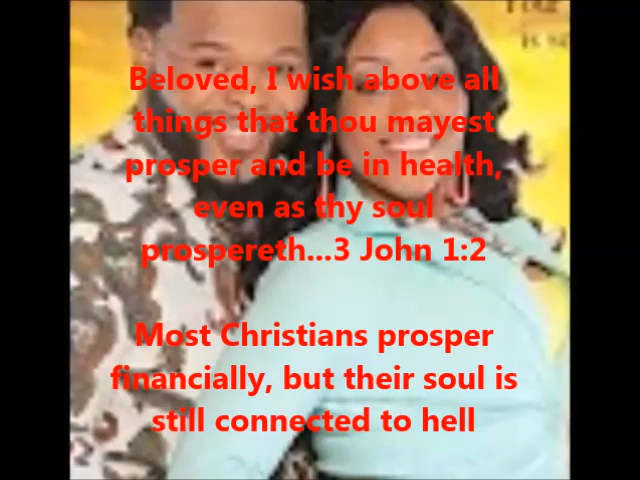 Beloved, I wish above all
things that thou mayest
prosper and be in health,
even as thy soul
prospereth...3 John 1:2
Most Christians prosper
financially, but their soul is
still connected to hell